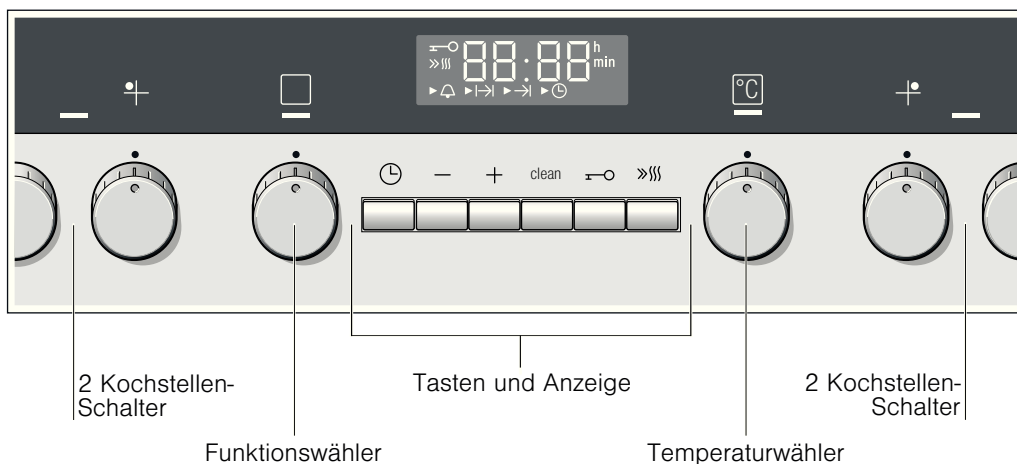 88:88 h
min
°C
clean
2 Kochstellen-
Schalter
Tasten und Anzeige
2 Kochstellen-
Schalter
Funktionswähler
Temperaturwähler